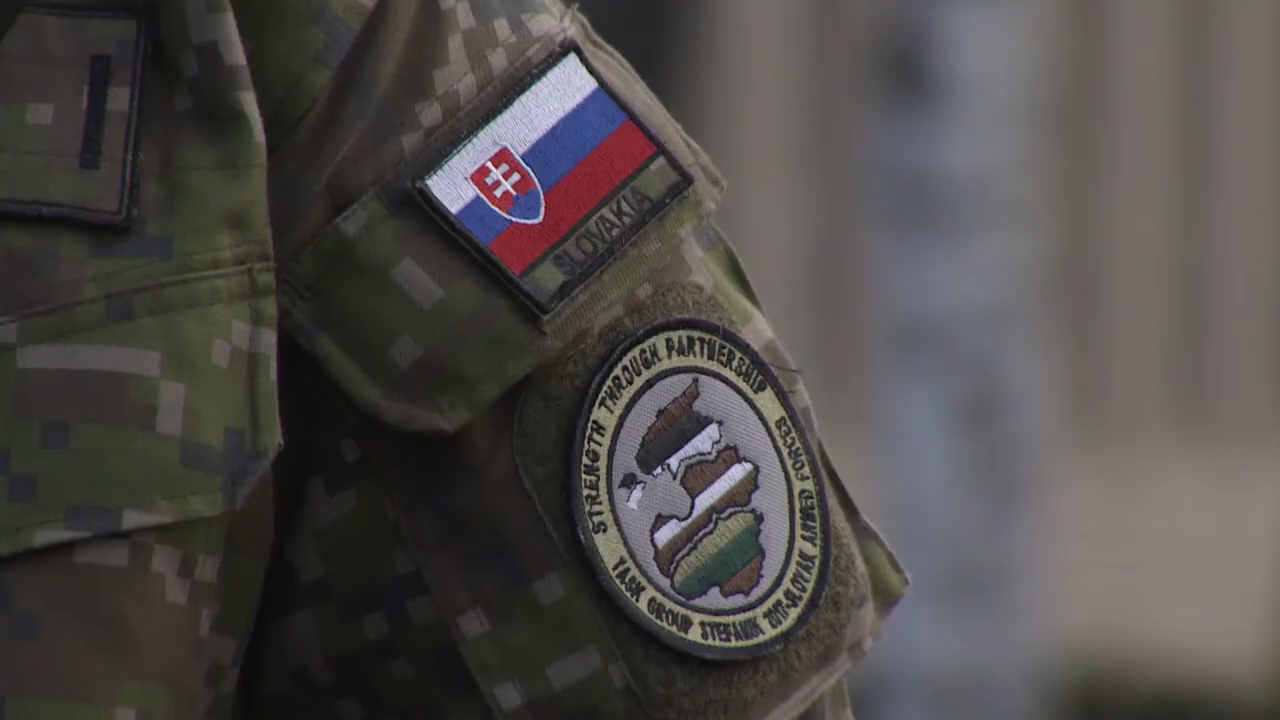 SLOVAKIA
STRENGTH THROUGH PARTNERSHIP
TASK GROUP STEFANIK 2017-SLOVAK ARMED FORCES